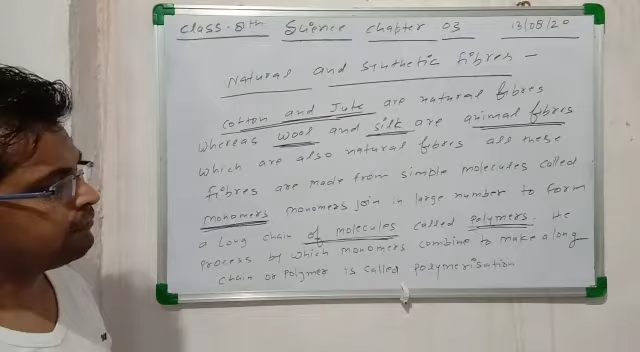 Class-8th Science chapter 03 13/08/20
Natural and synthetic fibres -
cotton and Jute are natural fibres
whereas wool and silk are animal fibres
which are also natural fibres all these
fibres are made from simple molecules called
monomers monomers join in large number to form
a long chain of molecules called polymers. the
process by which monomers combine to make a long
chain or polymer is called polymerisation